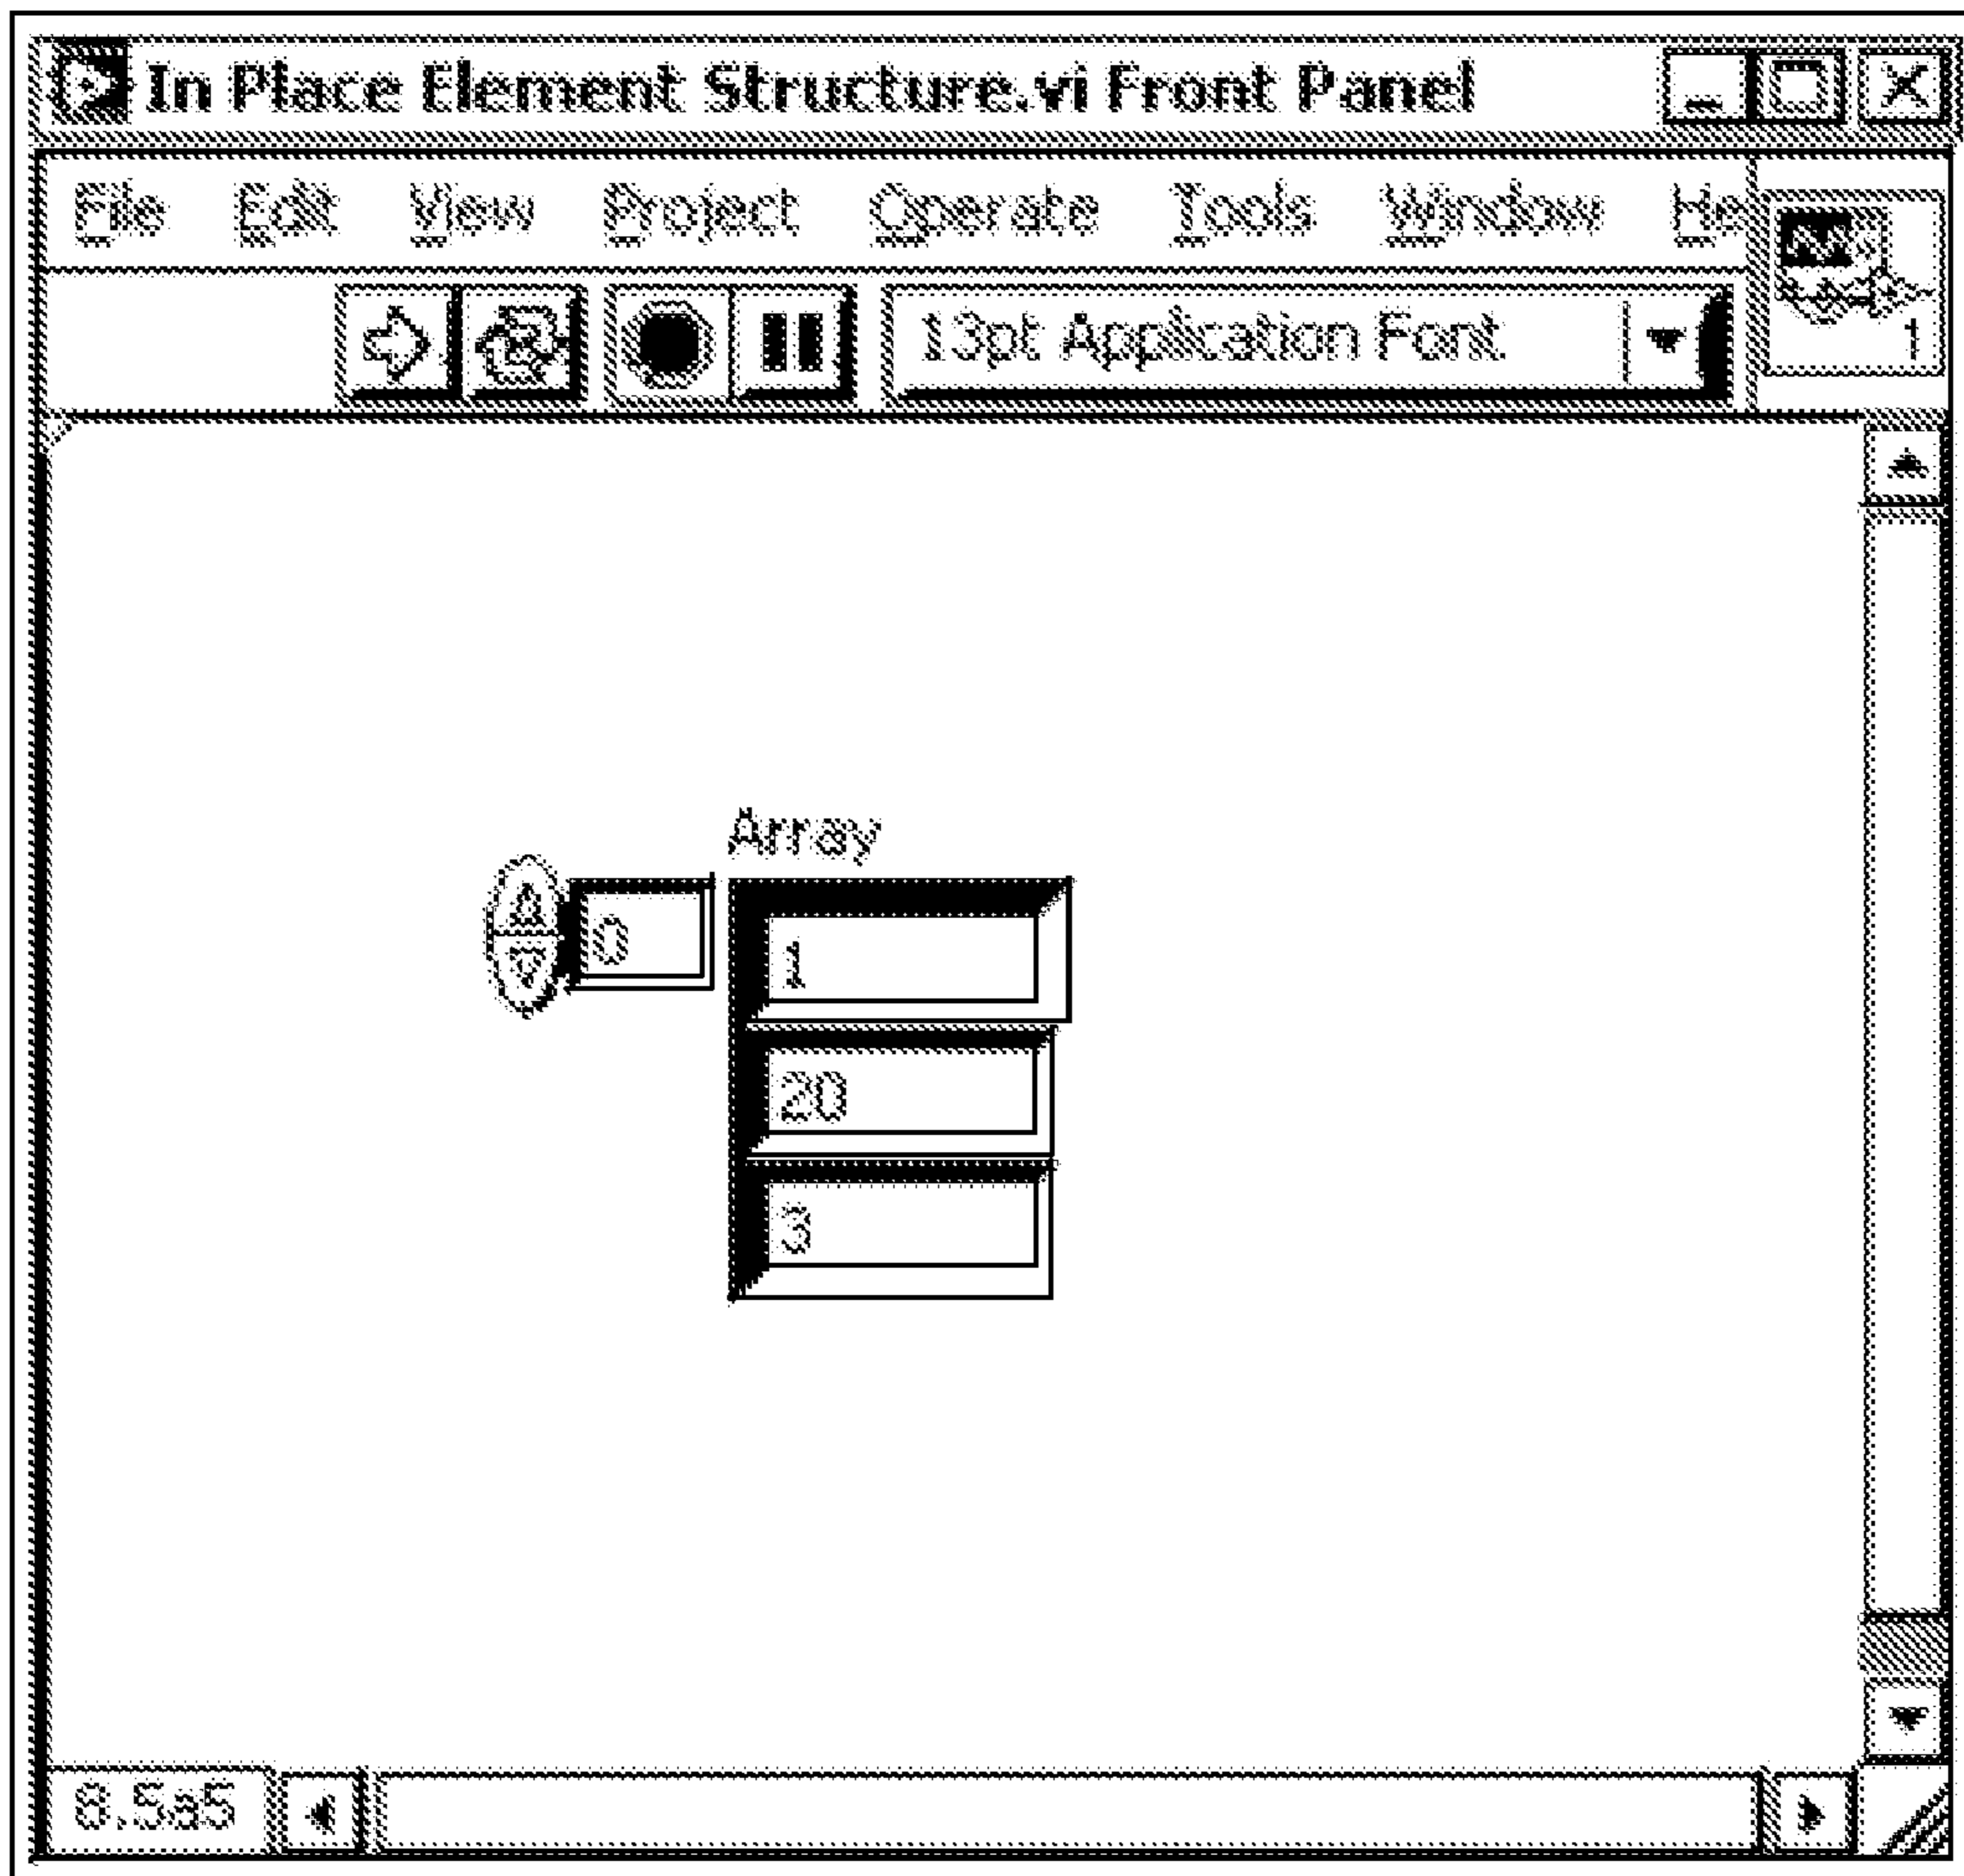 In Place Element Structure.vi Front Panel
File Edit View Project Operate Tools Window He
13pt Application Font
1
Array
0
1
20
3
8.5a5